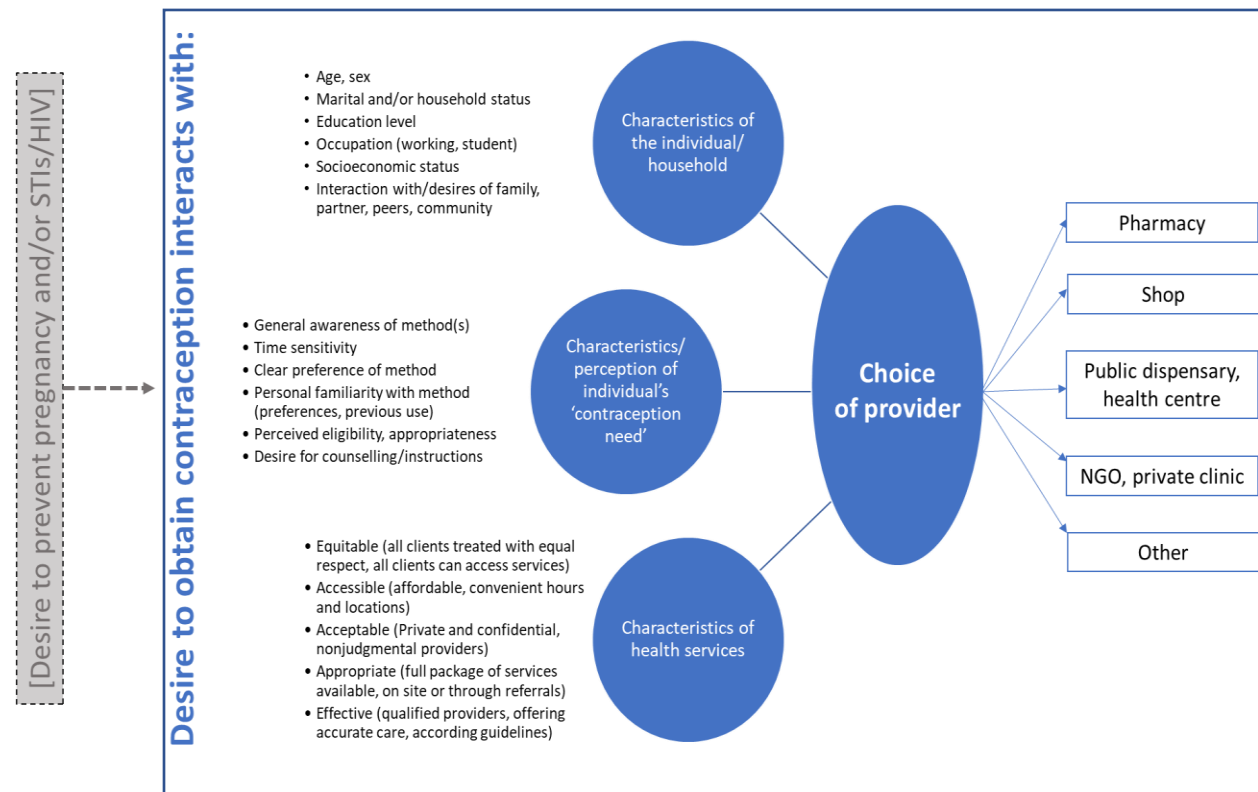 [Desire to prevent pregnancy and/or STIs/HIV]
Desire to obtain contraception interacts with:
• Age, sex
• Marital and/or household status
• Education level
• Occupation (working, student)
• Socioeconomic status
• Interaction with/desires of family,
partner, peers, community
Characteristics of
the individual/
household
• General awareness of method(s)
• Time sensitivity
• Clear preference of method
• Personal familiarity with method
(preferences, previous use)
• Perceived eligibility, appropriateness
• Desire for counselling/instructions
Characteristics/
perception of
individual's
'contraception
need'
• Equitable (all clients treated with equal
respect, all clients can access services)
• Accessible (affordable, convenient hours
and locations)
• Acceptable (Private and confidential,
nonjudgmental providers)
• Appropriate (full package of services
available, on site or through referrals)
• Effective (qualified providers, offering
accurate care, according guidelines)
Characteristics of
health services
Choice
of provider
Pharmacy
Shop
Public dispensary,
health centre
NGO, private clinic
Other